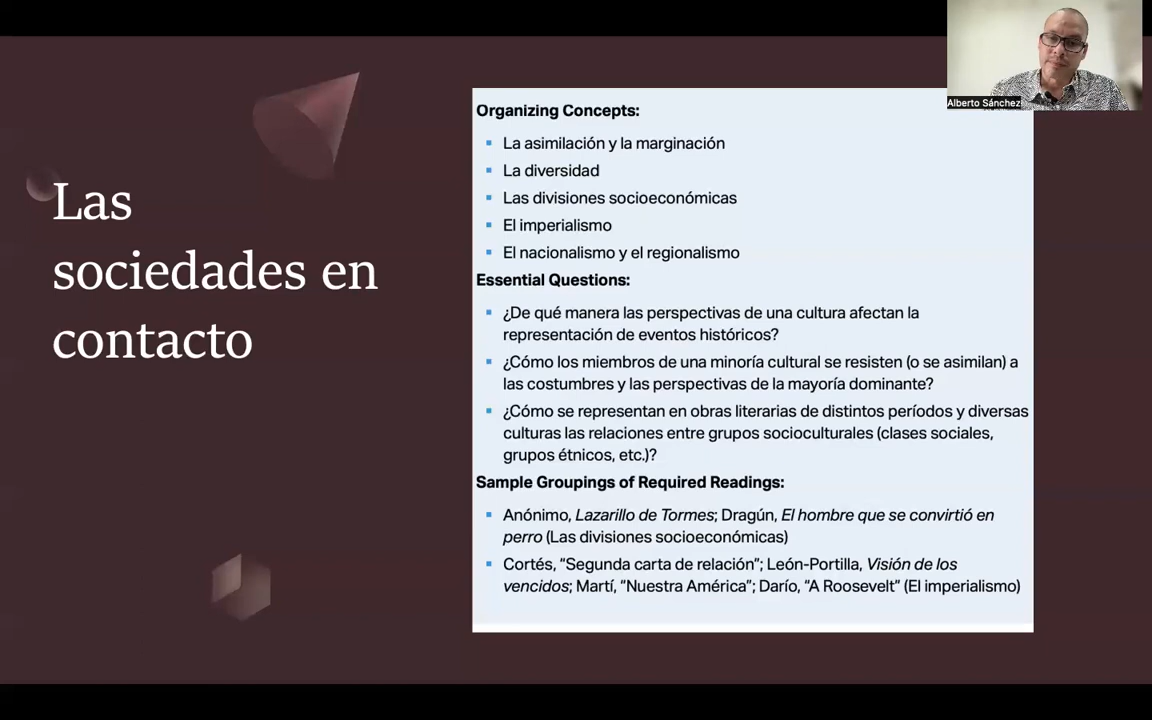 Las
sociedades en
contacto
Organizing Concepts:
La asimilación y la marginación
La diversidad
Las divisiones socioeconómicas
El imperialismo
El nacionalismo y el regionalismo
Essential Questions:
¿De qué manera las perspectivas de una cultura afectan la
representación de eventos históricos?
¿Cómo los miembros de una minoría cultural se resisten (o se asimilan) a
las costumbres y las perspectivas de la mayoría dominante?
¿Cómo se representan en obras literarias de distintos períodos y diversas
culturas las relaciones entre grupos socioculturales (clases sociales,
grupos étnicos, etc.)?
Sample Groupings of Required Readings:
Anónimo, Lazarillo de Tormes; Dragún, El hombre que se convirtió en
perro (Las divisiones socioeconómicas)
Cortés, “Segunda carta de relación”; León-Portilla, Visión de los
vencidos; Martí, “Nuestra América”; Darío, “A Roosevelt” (El imperialismo)
Alberto Sánchez